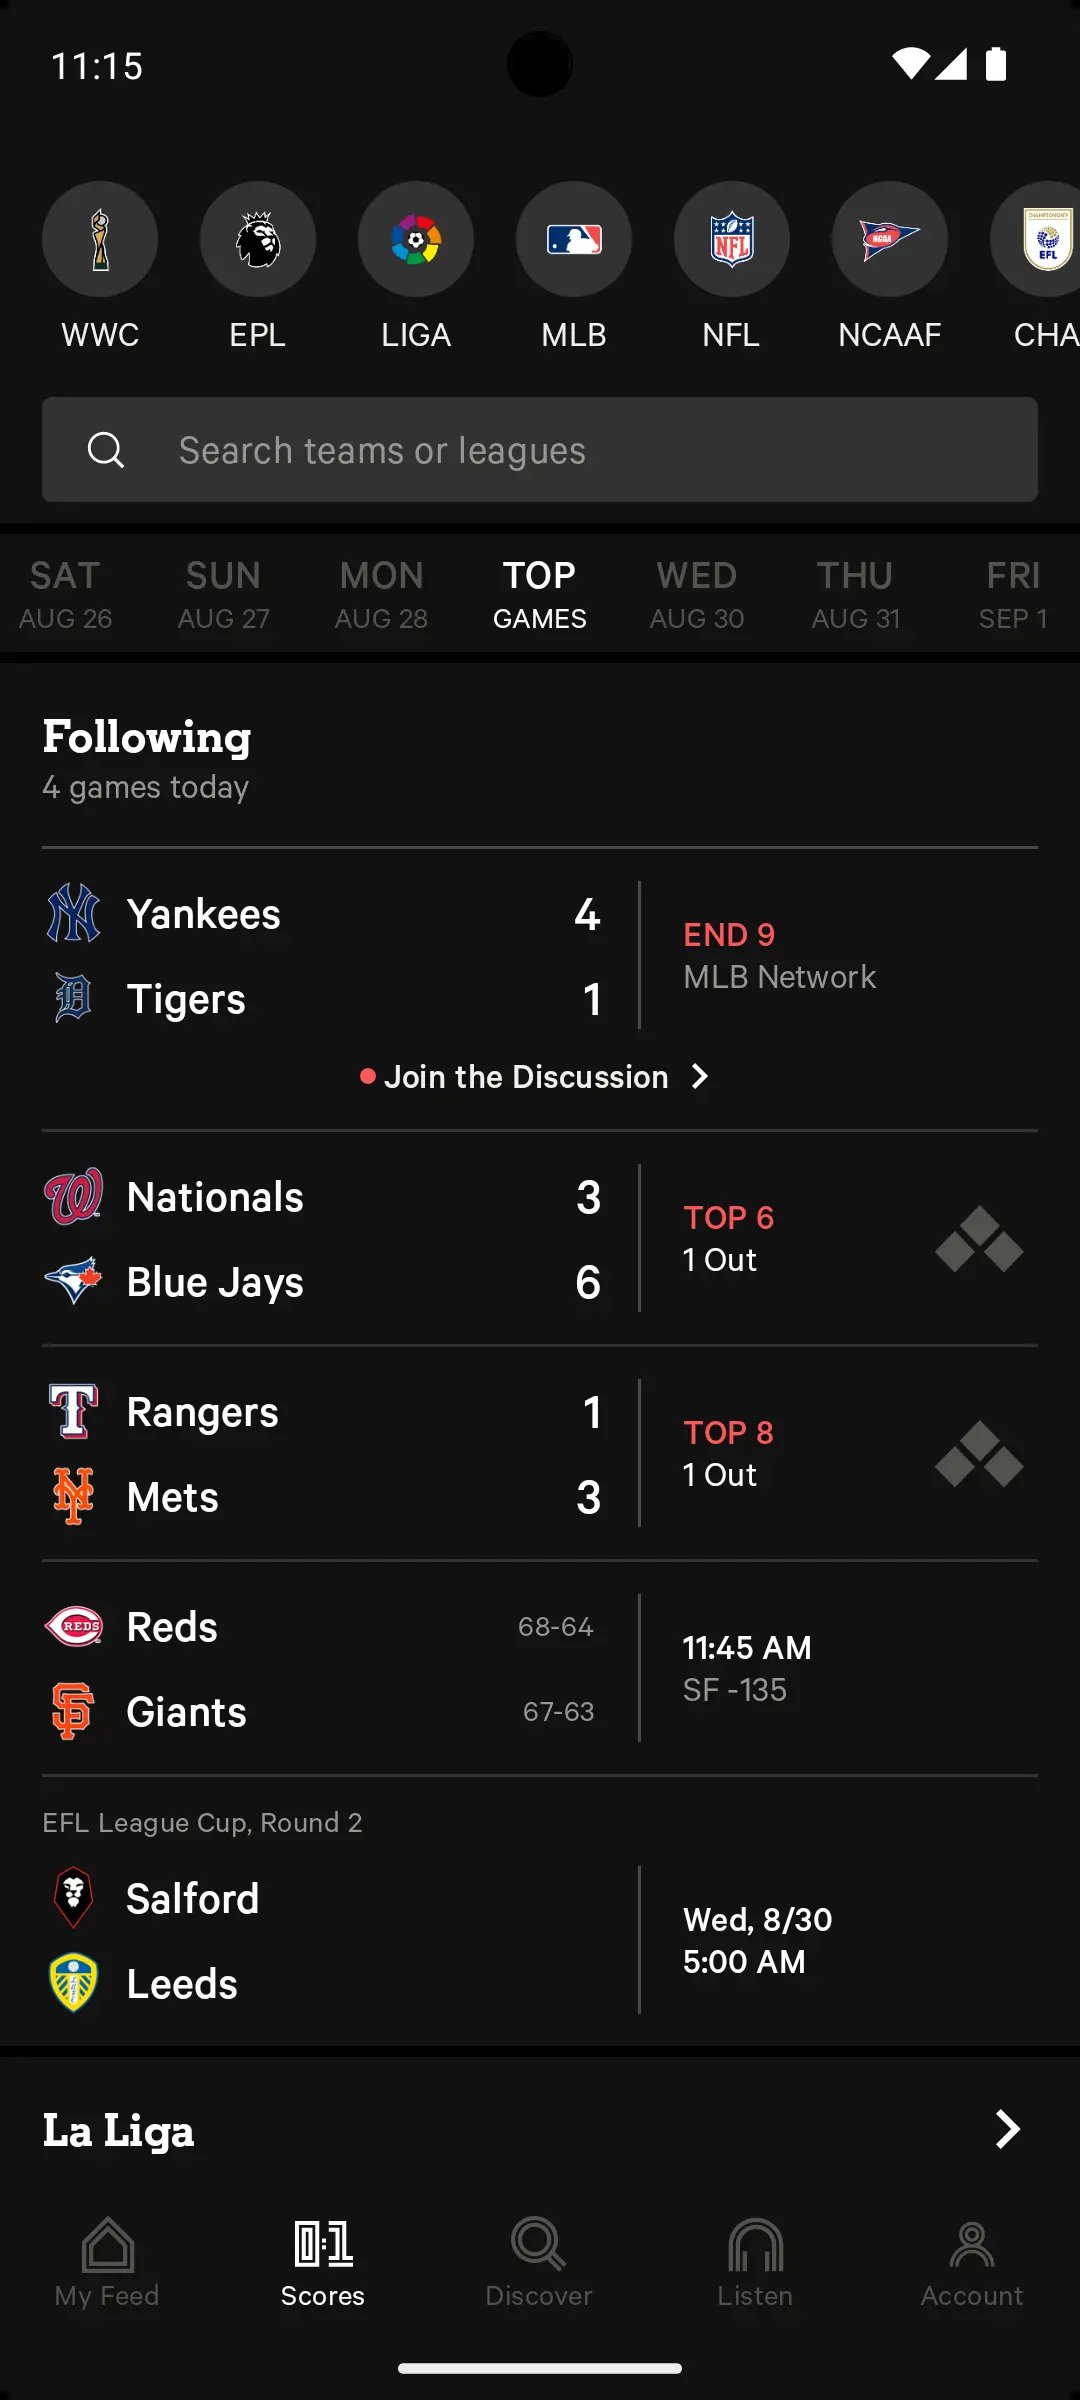 11:15
WWC
EPL
LIGA
MLB
NFL
NCAAF
CHA
Search teams or leagues
SAT
AUG 26
SUN
AUG 27
MON
AUG 28
TOP
GAMES
WED
AUG 30
THU
AUG 31
FRI
SEP 1
Following
4 games today
Yankees 4
Tigers 1
END 9
MLB Network
Join the Discussion
Nationals 3
Blue Jays 6
TOP 6
1 Out
Rangers 1
Mets 3
TOP 8
1 Out
Reds 68-64
Giants 67-63
11:45 AM
SF -135
EFL League Cup, Round 2
Salford
Leeds
Wed, 8/30
5:00 AM
La Liga
My Feed
Scores
Discover
Listen
Account